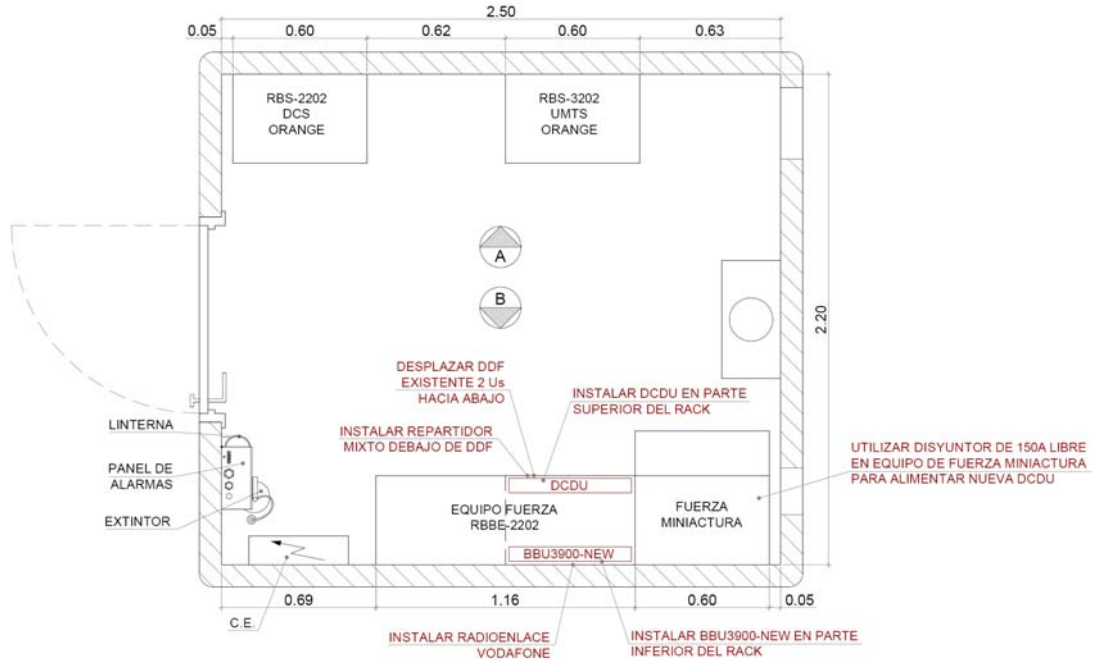 2.50
0.05
0.60
0.62
0.60
0.63
RBS-2202
DCS
ORANGE
RBS-3202
UMTS
ORANGE
A
B
2.20
DESPLAZAR DDF
EXISTENTE 2 Us
HACIA ABAJO
INSTALAR DCDU EN PARTE
SUPERIOR DEL RACK
INSTALAR REPARTIDOR
MIXTO DEBAJO DE DDF
LINTERNA
PANEL DE
ALARMAS
EXTINTOR
UTILIZAR DISYUNTOR DE 150A LIBRE
EN EQUIPO DE FUERZA MINIACTURA
PARA ALIMENTAR NUEVA DCDU
DCDU
EQUIPO FUERZA
RBBE-2202
FUERZA
MINIACTURA
BBU3900-NEW
C.E.
0.69
1.16
0.60
0.05
INSTALAR RADIOENLACE
VODAFONE
INSTALAR BBU3900-NEW EN PARTE
INFERIOR DEL RACK